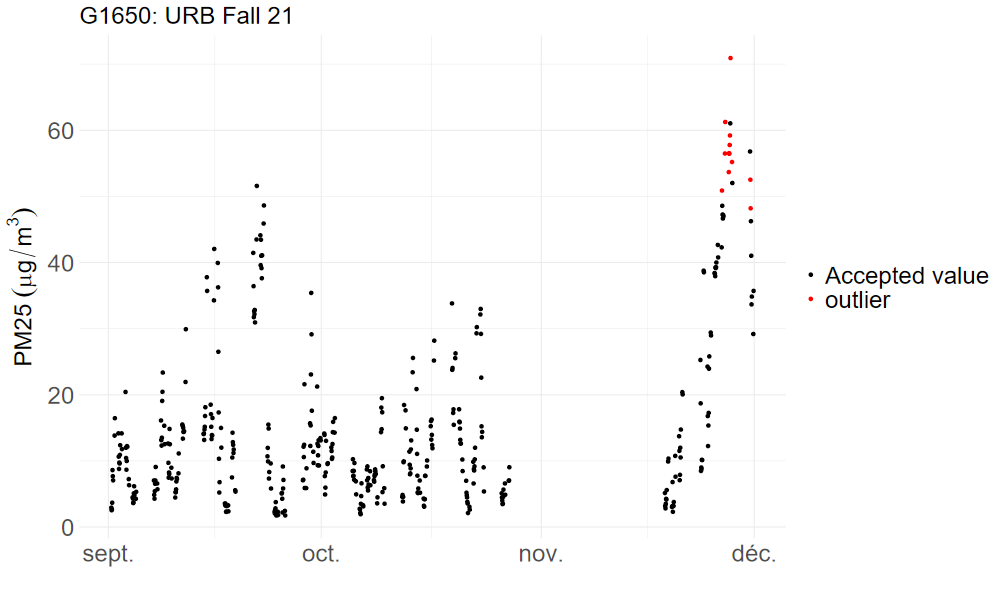 G1650: URB Fall 21
PM25 (μg/m³)
60
40
20
0
sept.
oct.
nov.
déc.
Accepted value
outlier